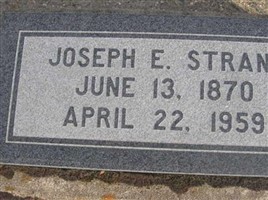 JOSEPH E. STRAN
JUNE 13, 1870
APRIL 22, 1959